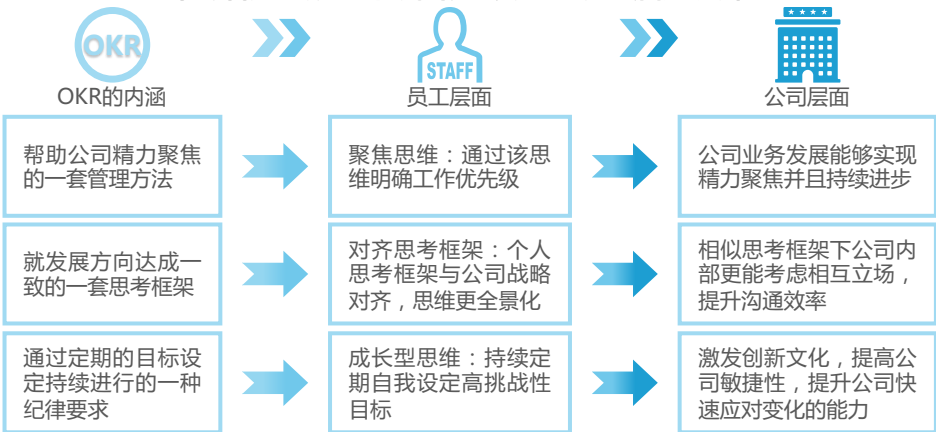 OKR
STAFF
OKR的内涵
员工层面
公司层面
帮助公司精力聚焦
的一套管理方法
聚焦思维：通过该思
维明确工作优先级
公司业务发展能够实现
精力聚焦并且持续进步
就发展方向达成一
致的一套思考框架
对齐思考框架：个人
思考框架与公司战略
对齐，思维更全景化
相似思考框架下公司内
部更能考虑相互立场，
提升沟通效率
通过定期的目标设
定持续进行的一种
纪律要求
成长型思维：持续定
期自我设定高挑战性
目标
激发创新文化，提高公
司敏捷性，提升公司快
速应对变化的能力